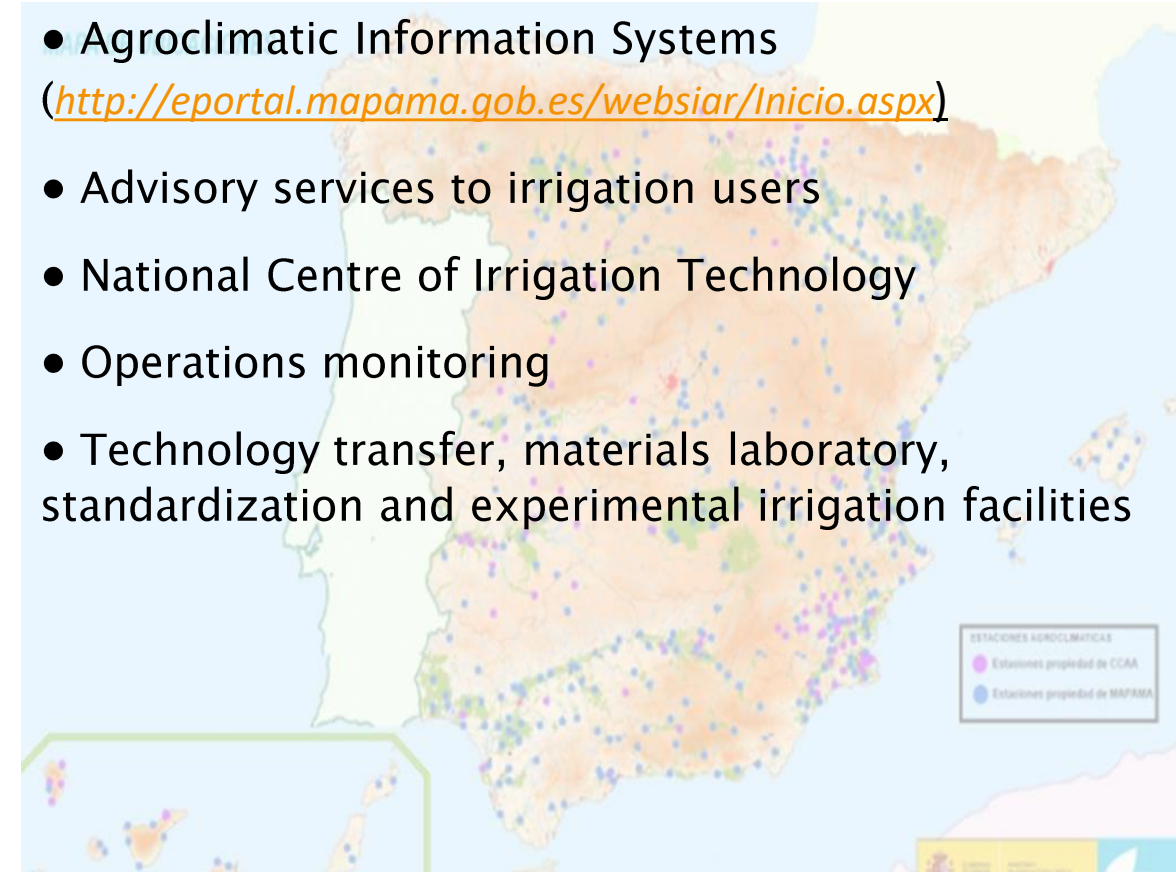 ● Agroclimatic Information Systems
(http://eportal.mapama.gob.es/websiar/Inicio.aspx)
● Advisory services to irrigation users
● National Centre of Irrigation Technology
● Operations monitoring
● Technology transfer, materials laboratory,
standardization and experimental irrigation facilities
ESTACIONES AGROCLIMATICAS
Estaciones propiedad de CCAA
Estaciones propiedad de MAPAMA